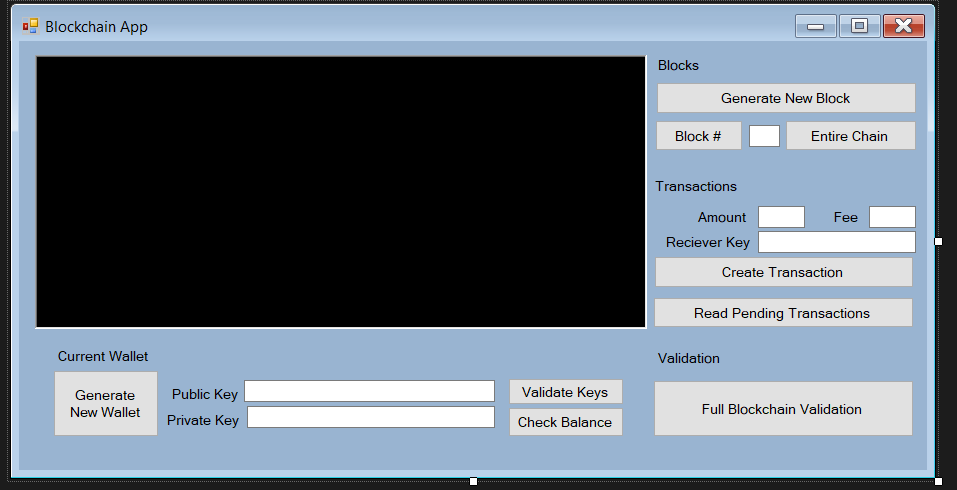 Blockchain App
Blocks
Generate New Block
Block #
Entire Chain
Transactions
Amount
Fee
Reciever Key
Create Transaction
Read Pending Transactions
Current Wallet
Generate
New Wallet
Public Key
Private Key
Validate Keys
Check Balance
Validation
Full Blockchain Validation